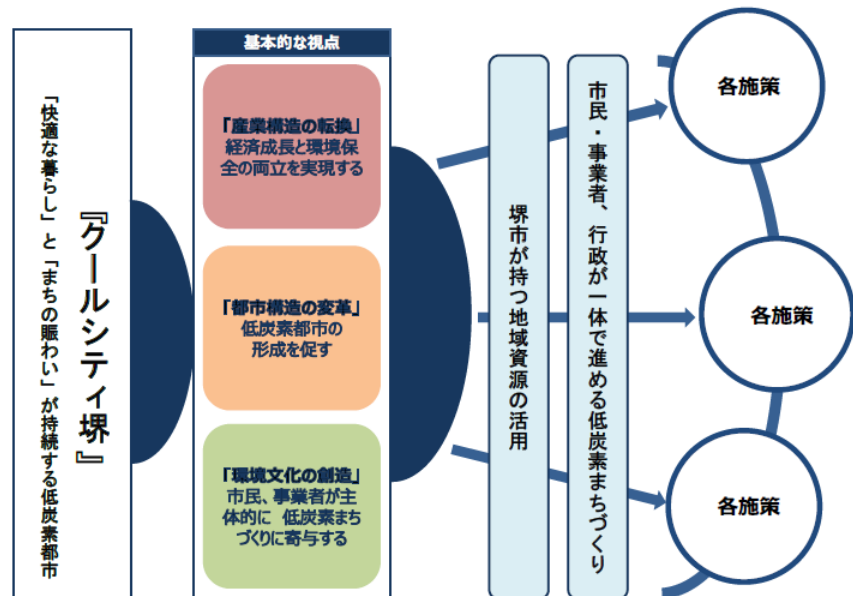 『クールシティ堺』
「快適な暮らし」と「まちの賑わい」が持続する低炭素都市
基本的な視点
「産業構造の転換」
経済成長と環境保
全の両立を実現する
「都市構造の変革」
低炭素都市の
形成を促す
「環境文化の創造」
市民、事業者が主
体的に 低炭素まち
づくりに寄与する
堺市が持つ地域資源の活用
市民・事業者、行政が一体で進める低炭素まちづくり
各施策
各施策
各施策